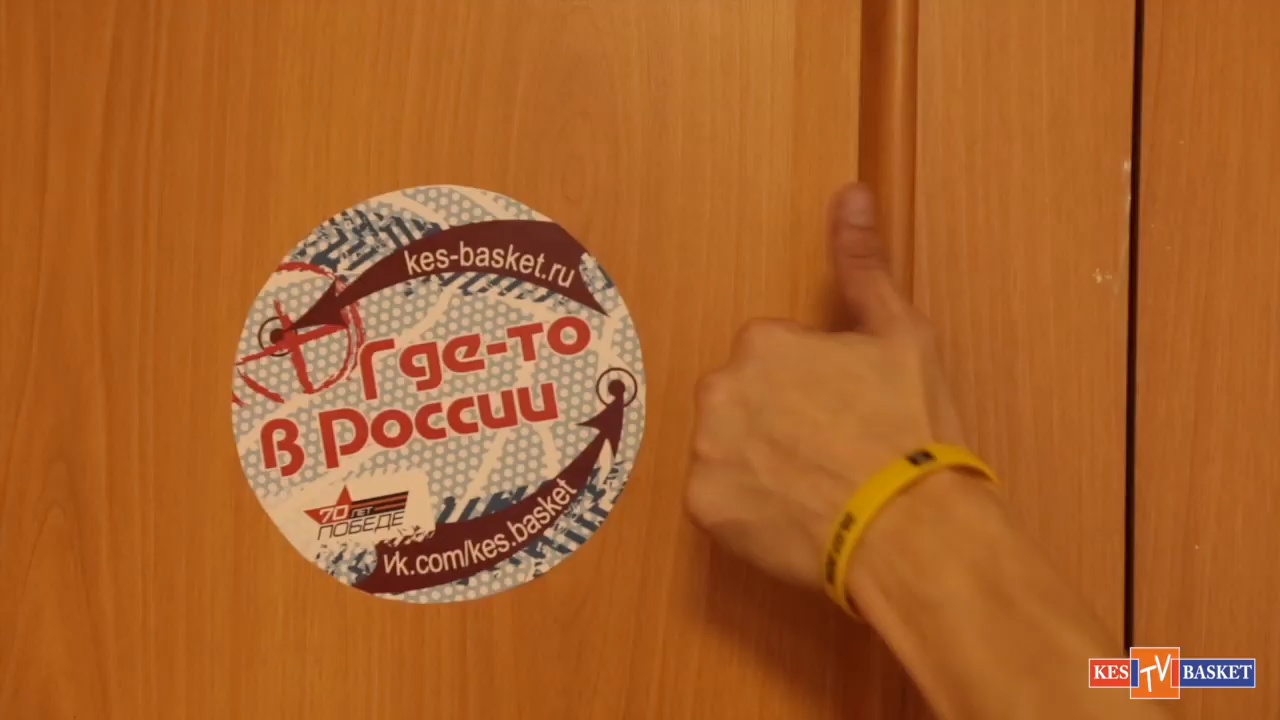 kes-basket.ru
Где-то
в России
70 ЛЕТ
ПОБЕДЕ
vk.com/kes.basket
KES TV BASKET